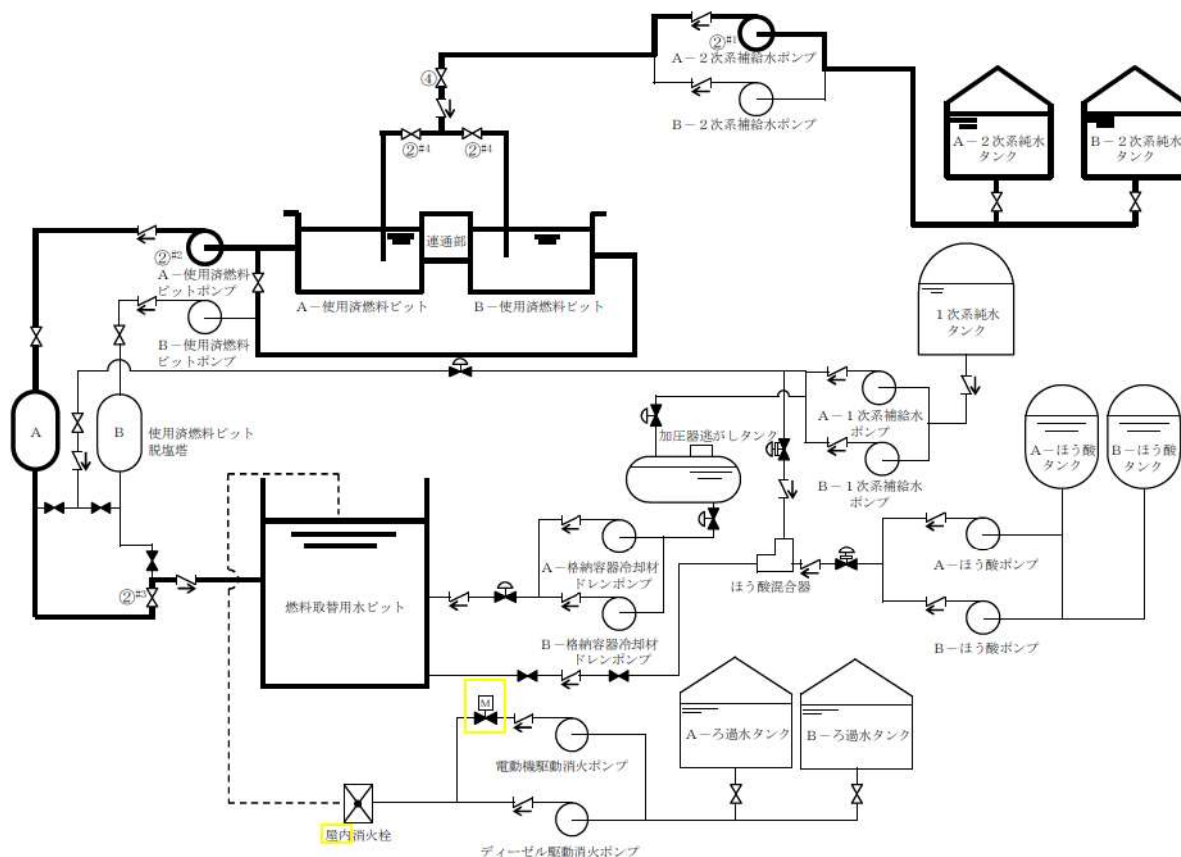 ②#1
A-2次系補給水ポンプ
B-2次系補給水ポンプ
④
②#4
②#4
A-2次系純水
タンク
B-2次系純水
タンク
②#2
A-使用済燃料
ピットポンプ
連通部
A-使用済燃料ピット
B-使用済燃料ピット
B-使用済燃料
ピットポンプ
1次系純水
タンク
A
B
使用済燃料ピット
脱塩塔
加圧器逃がしタンク
A-1次系補給水
ポンプ
B-1次系補給水
ポンプ
A-ほう酸
タンク
B-ほう酸
タンク
A-格納容器冷却材
ドレンポンプ
ほう酸混合器
A-ほう酸ポンプ
②#3
燃料取替用水ピット
B-格納容器冷却材
ドレンポンプ
B-ほう酸ポンプ
M
A-ろ過水タンク
B-ろ過水タンク
電動機駆動消火ポンプ
屋内消火栓
ディーゼル駆動消火ポンプ